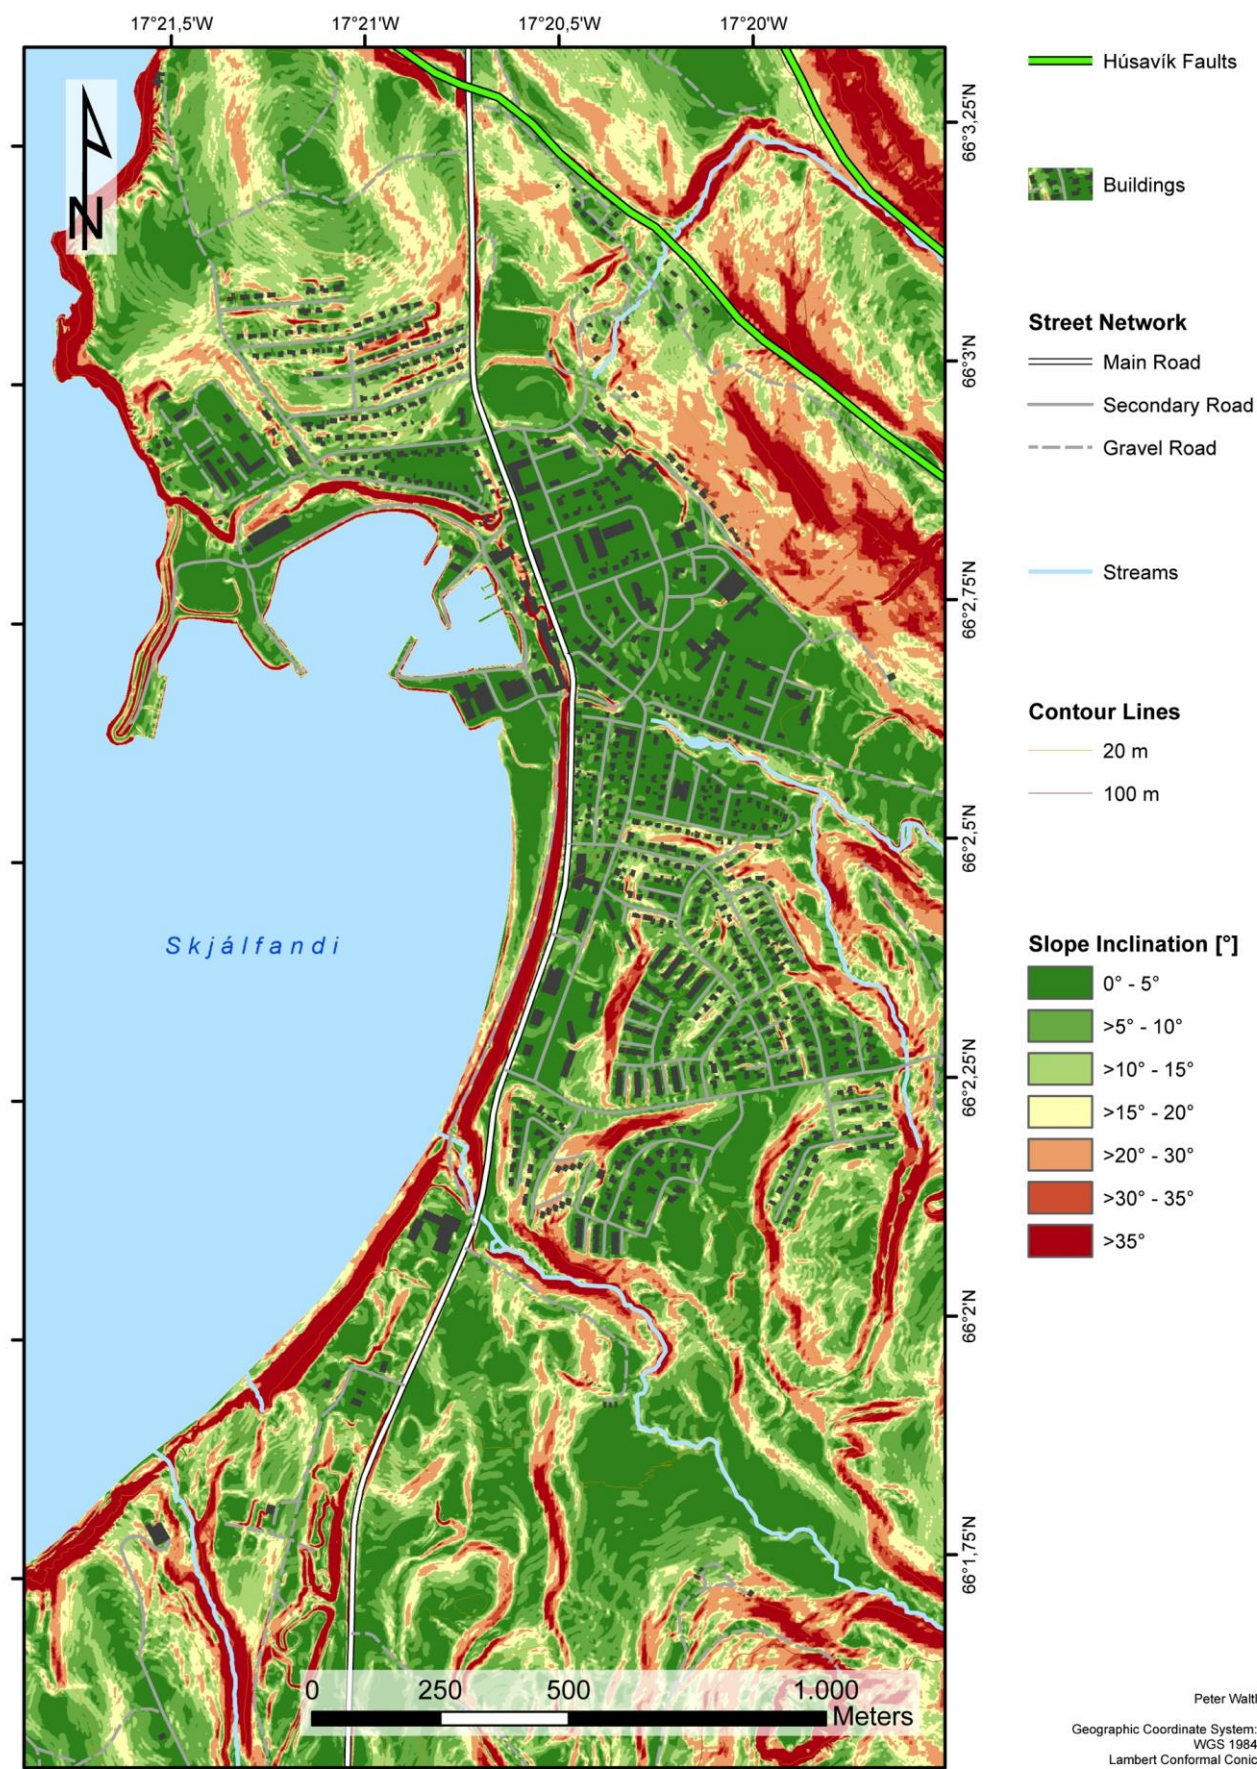 17°21,5'W
17°21'W
17°20,5'W
17°20'W
N
66°3,25'N
66°3'N
66°2,75'N
66°2,5'N
66°2,25'N
66°2'N
66°1,75'N
Skjálfandi
0 250 500 1.000
Meters
Húsavík Faults
Buildings
Street Network
Main Road
Secondary Road
Gravel Road
Streams
Contour Lines
20 m
100 m
Slope Inclination [°]
0° - 5°
>5° - 10°
>10° - 15°
>15° - 20°
>20° - 30°
>30° - 35°
>35°
Peter Waltl
Geographic Coordinate System:
WGS 1984
Lambert Conformal Conic